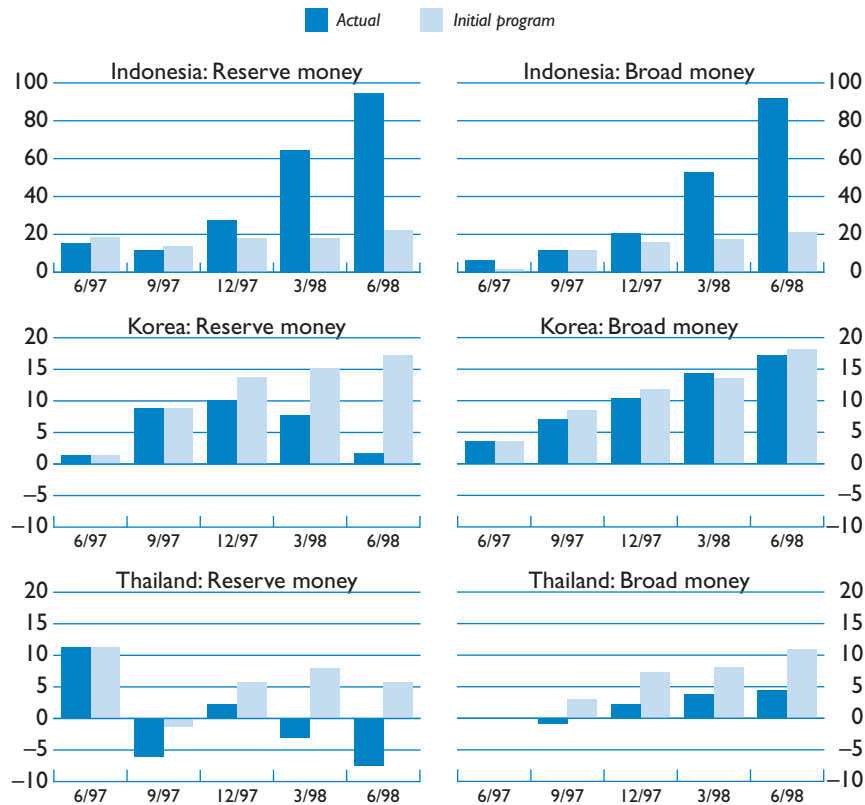 Actual Initial program
Indonesia: Reserve money Indonesia: Broad money
100 100
80 80
60 60
40 40
20 20
0 0
6/97 9/97 12/97 3/98 6/98 6/97 9/97 12/97 3/98 6/98
Korea: Reserve money Korea: Broad money
20 20
15 15
10 10
5 5
0 0
–5 –5
–10 –10
6/97 9/97 12/97 3/98 6/98 6/97 9/97 12/97 3/98 6/98
Thailand: Reserve money Thailand: Broad money
20 20
15 15
10 10
5 5
0 0
–5 –5
–10 –10
6/97 9/97 12/97 3/98 6/98 6/97 9/97 12/97 3/98 6/98